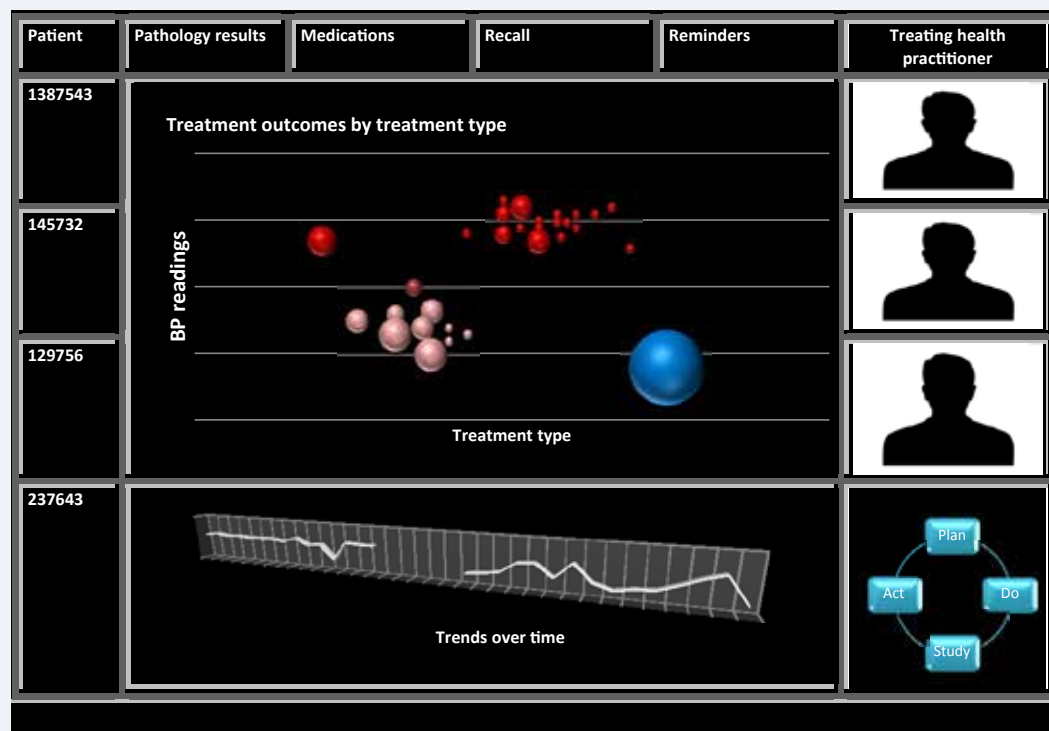 Patient
Pathology results
Medications
Recall
Reminders
Treating health
practitioner
1387543
Treatment outcomes by treatment type
145732
BP readings
129756
Treatment type
237643
Plan
Act
Do
Study
Trends over time